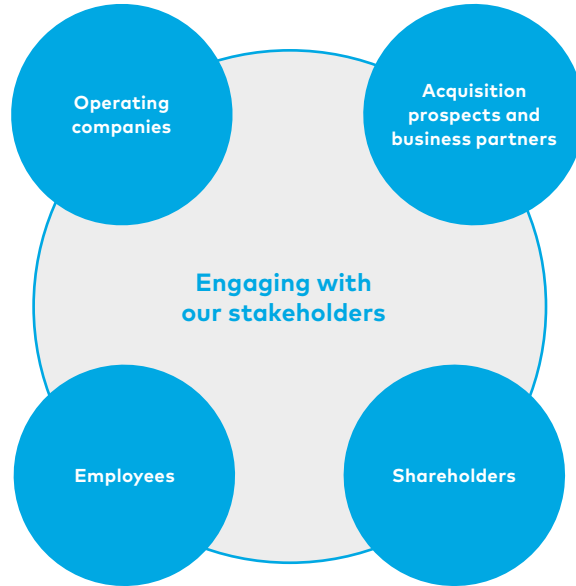 Operating
companies
Acquisition
prospects and
business partners
Engaging with
our stakeholders
Employees
Shareholders